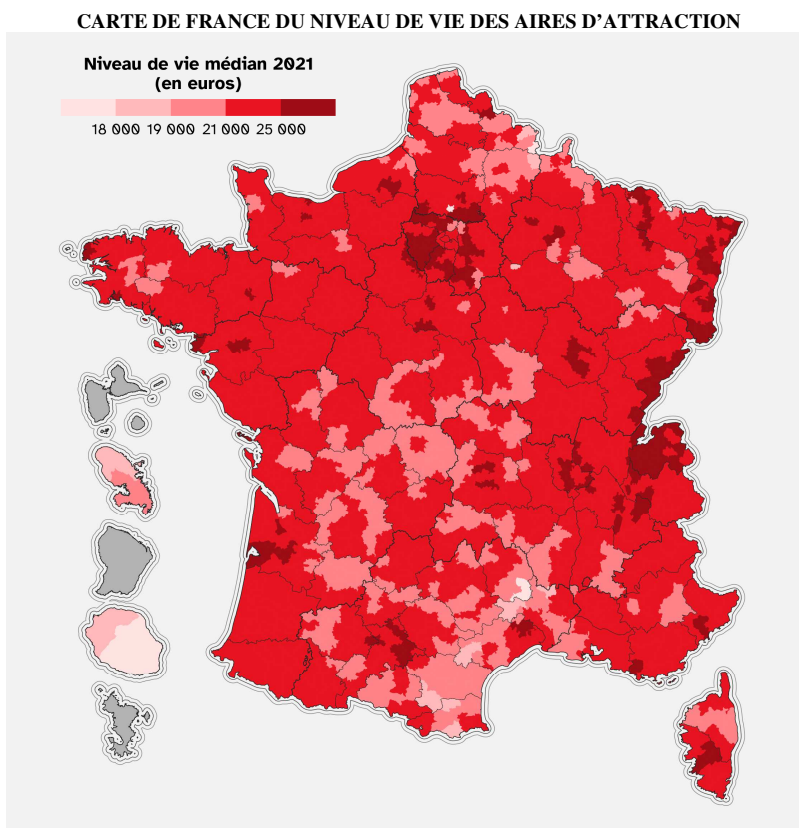 CARTE DE FRANCE DU NIVEAU DE VIE DES AIRES D’ATTRACTION
Niveau de vie médian 2021
(en euros)
18 000 19 000 21 000 25 000